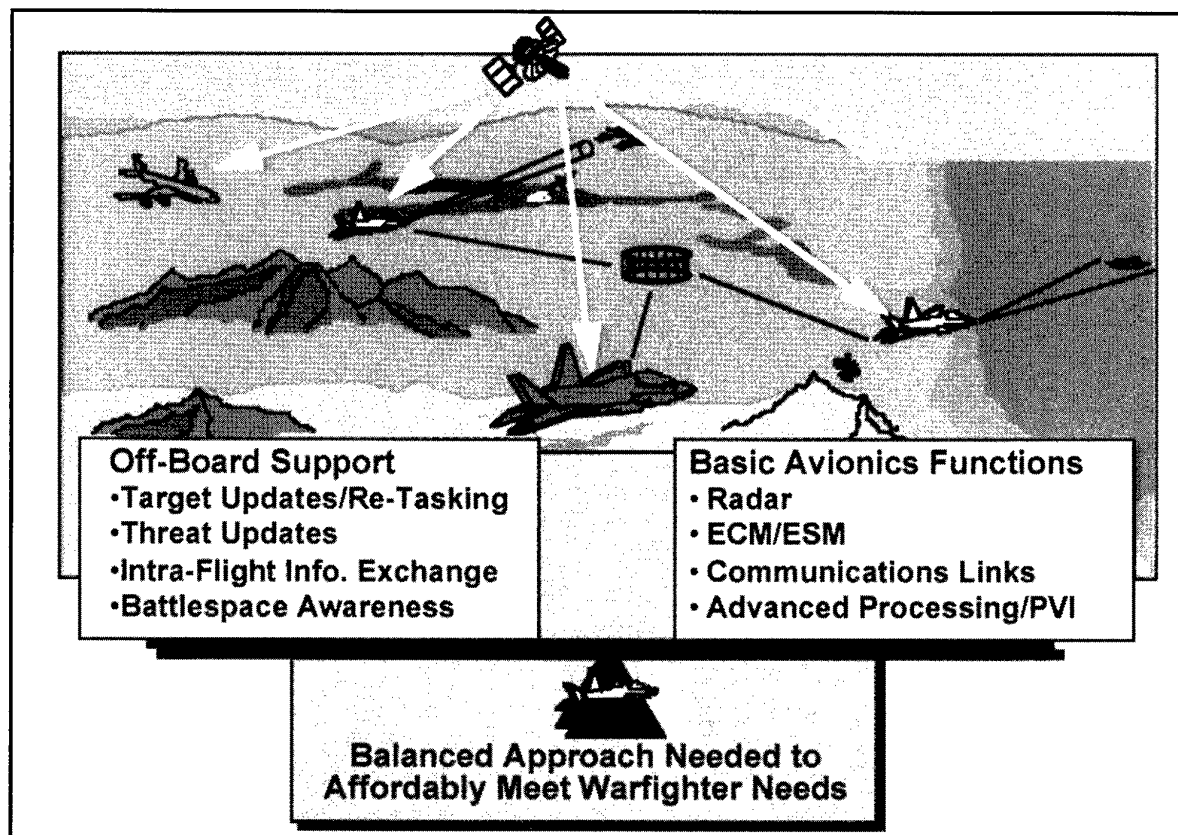 Off-Board Support
•Target Updates/Re-Tasking
•Threat Updates
•Intra-Flight Info. Exchange
•Battlespace Awareness
Basic Avionics Functions
• Radar
• ECM/ESM
• Communications Links
• Advanced Processing/PVI
Balanced Approach Needed to
Affordably Meet Warfighter Needs